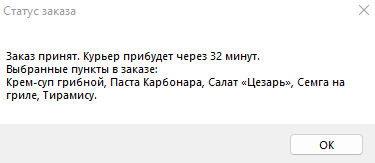 Статус заказа
Заказ принят. Курьер прибудет через 32 минут.
Выбранные пункты в заказе:
Крем-суп грибной, Паста Карбонара, Салат «Цезарь», Семга на
гриле, Тирамису.
ОК